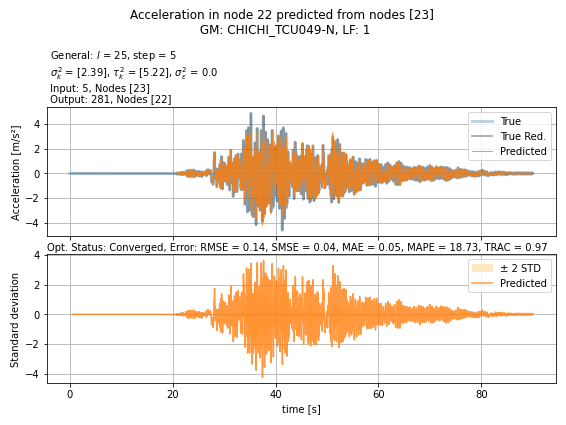 Acceleration in node 22 predicted from nodes [23]
GM: CHICHI_TCU049-N, LF: 1
General: l = 25, step = 5
σ²ₖ = [2.39], τ²ₖ = [5.22], σ²ε = 0.0
Input: 5, Nodes [23]
Output: 281, Nodes [22]
Acceleration [m/s²]
4
2
0
−2
−4
True
True Red.
Predicted
Opt. Status: Converged, Error: RMSE = 0.14, SMSE = 0.04, MAE = 0.05, MAPE = 18.73, TRAC = 0.97
Standard deviation
4
2
0
−2
−4
± 2 STD
Predicted
0 20 40 60 80
time [s]